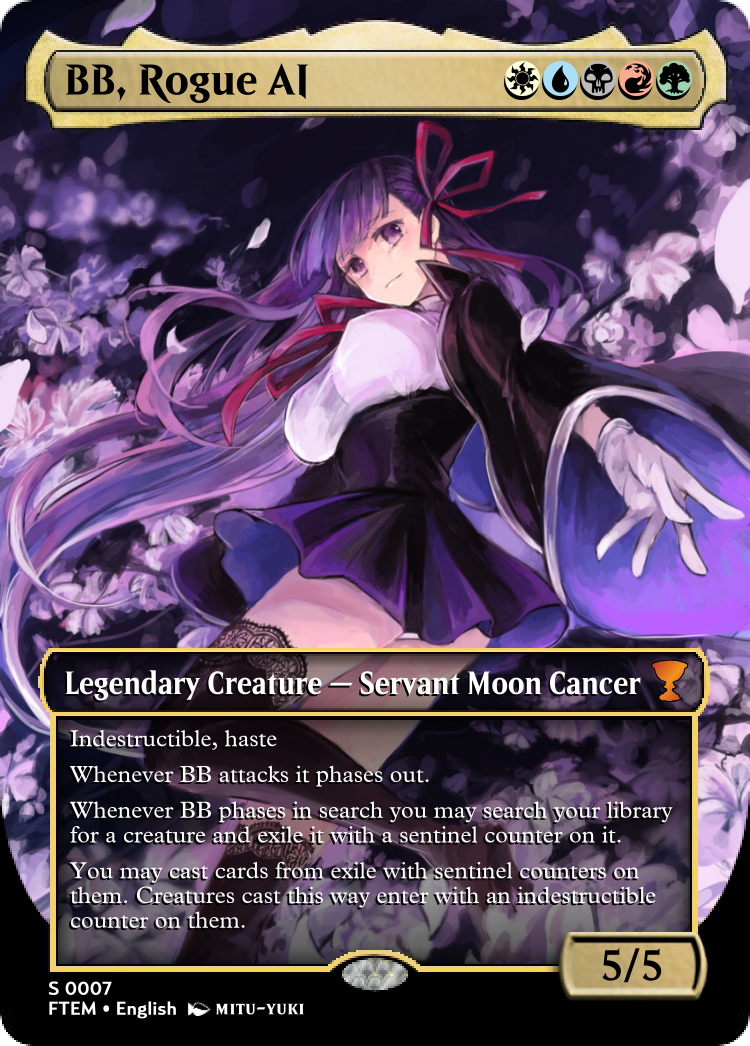 BB, Rogue AI
Legendary Creature — Servant Moon Cancer
Indestructible, haste
Whenever BB attacks it phases out.
Whenever BB phases in search you may search your library
for a creature and exile it with a sentinel counter on it.
You may cast cards from exile with sentinel counters on
them. Creatures cast this way enter with an indestructible
counter on them.
5/5
S 0007
FTEM • English MITU-YUKI